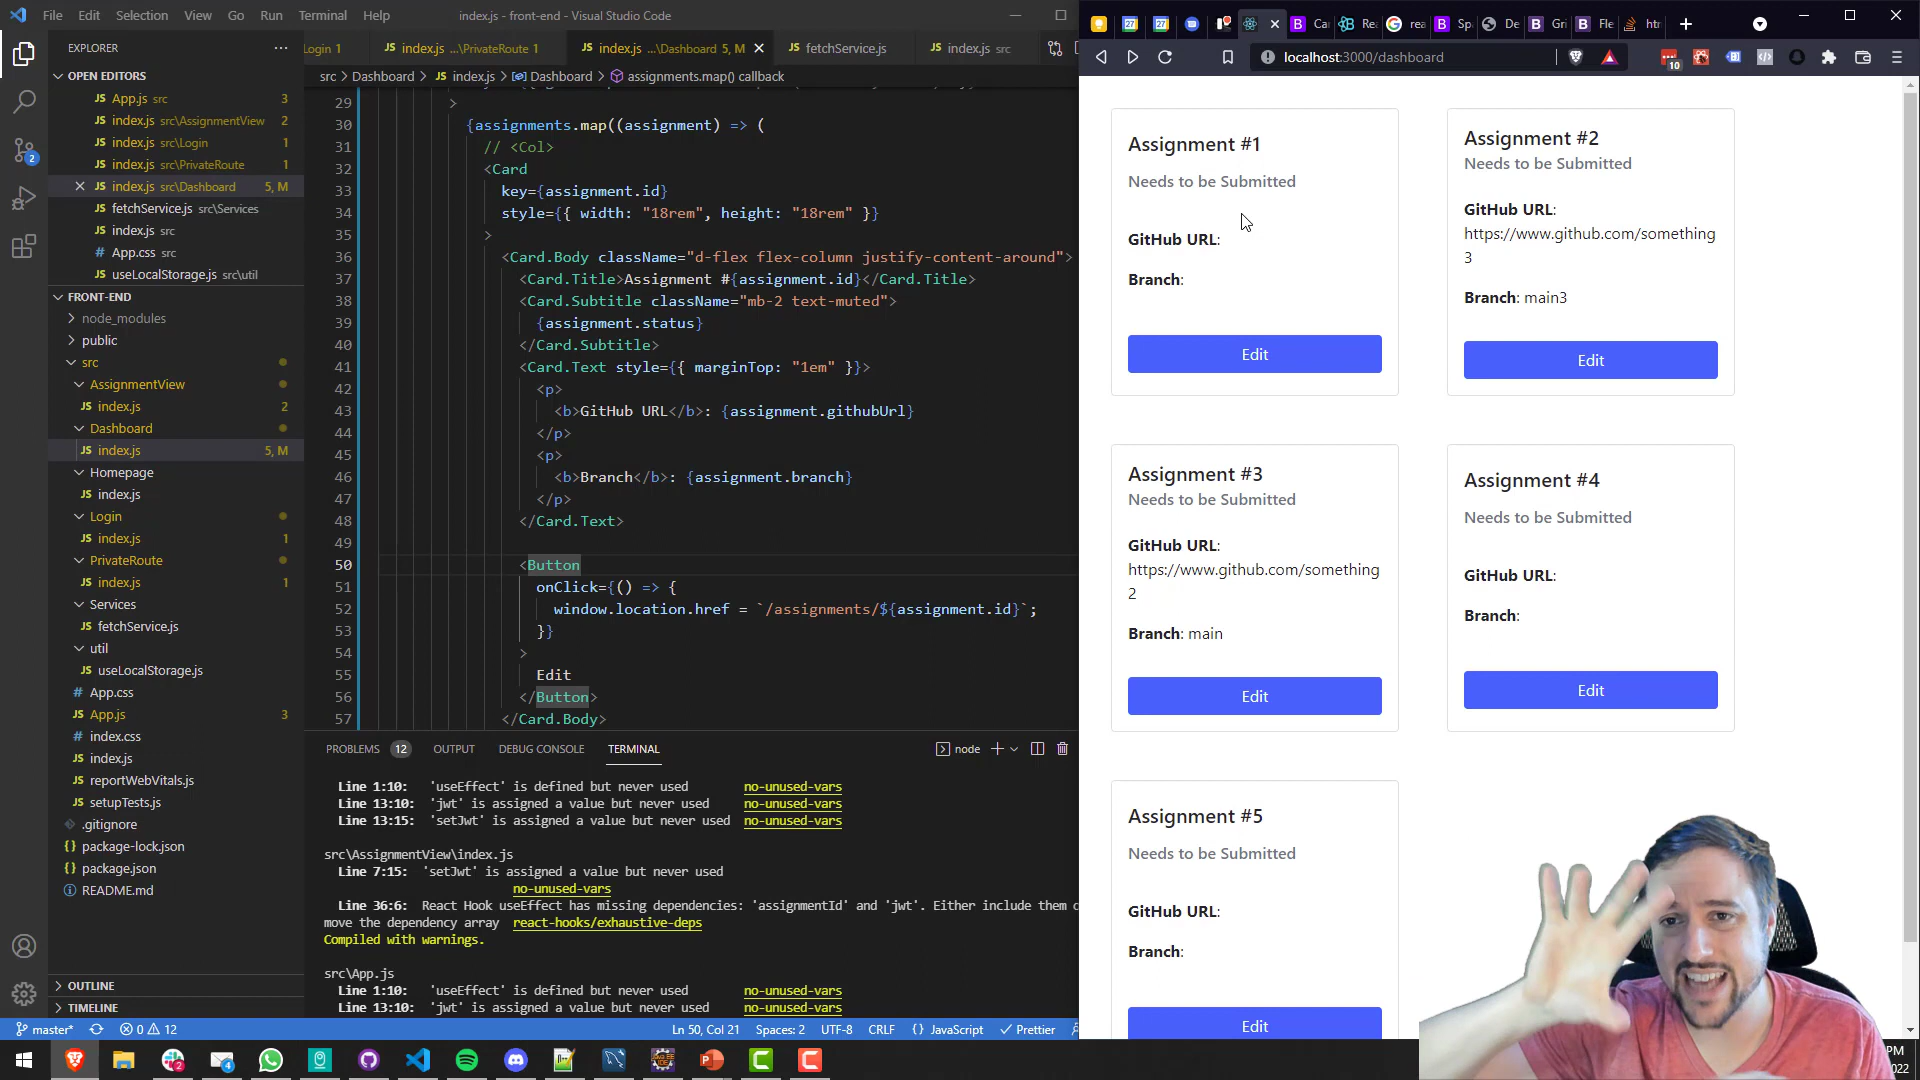 File Edit Selection View Go Run Terminal Help
index.js - front-end - Visual Studio Code
EXPLORER
OPEN EDITORS
App.js src 3
index.js src\AssignmentView 2
index.js src\Login 1
index.js src\PrivateRoute 1
index.js src\Dashboard 5, M
fetchService.js src\Services
index.js src
App.css src
useLocalStorage.js src\util
FRONT-END
node_modules
public
src
AssignmentView
index.js 2
Dashboard
index.js 5, M
Homepage
index.js
Login
index.js 1
PrivateRoute
index.js 1
Services
fetchService.js
util
useLocalStorage.js
App.css
App.js 3
index.css
index.js
reportWebVitals.js
setupTests.js
.gitignore
package-lock.json
package.json
README.md
OUTLINE
TIMELINE
Login 1 index.js ...\PrivateRoute 1 index.js ...\Dashboard 5, M fetchService.js index.js src
src > Dashboard > index.js > Dashboard > assignments.map() callback
29 >
30 {assignments.map((assignment) => (
31 // <Col>
32 <Card
33 key={assignment.id}
34 style={{ width: "18rem", height: "18rem" }}
35 >
36 <Card.Body className="d-flex flex-column justify-content-around">
37 <Card.Title>Assignment #{assignment.id}</Card.Title>
38 <Card.Subtitle className="mb-2 text-muted">
39 {assignment.status}
40 </Card.Subtitle>
41 <Card.Text style={{ marginTop: "1em" }}>
42 <p>
43 <b>GitHub URL</b>: {assignment.githubUrl}
44 </p>
45 <p>
46 <b>Branch</b>: {assignment.branch}
47 </p>
48 </Card.Text>
49
50 <Button
51 onClick={() => {
52 window.location.href = `/assignments/${assignment.id}`;
53 }}
54 >
55 Edit
56 </Button>
57 </Card.Body>
PROBLEMS 12 OUTPUT DEBUG CONSOLE TERMINAL node
Line 1:10: 'useEffect' is defined but never used no-unused-vars
Line 13:10: 'jwt' is assigned a value but never used no-unused-vars
Line 13:15: 'setJwt' is assigned a value but never used no-unused-vars
src\AssignmentView\index.js
Line 7:15: 'setJwt' is assigned a value but never used
no-unused-vars
Line 36:6: React Hook useEffect has missing dependencies: 'assignmentId' and 'jwt'. Either include them
move the dependency array react-hooks/exhaustive-deps
Compiled with warnings.
src\App.js
Line 1:10: 'useEffect' is defined but never used no-unused-vars
Line 13:10: 'jwt' is assigned a value but never used no-unused-vars
master* 0 12 Ln 50, Col 21 Spaces: 2 UTF-8 CRLF JavaScript Prettier
localhost:3000/dashboard
10
Assignment #1
Needs to be Submitted
GitHub URL:
Branch:
Edit
Assignment #2
Needs to be Submitted
GitHub URL:
https://www.github.com/something
3
Branch: main3
Edit
Assignment #3
Needs to be Submitted
GitHub URL:
https://www.github.com/something
2
Branch: main
Edit
Assignment #4
Needs to be Submitted
GitHub URL:
Branch:
Edit
Assignment #5
Needs to be Submitted
GitHub URL:
Branch:
Edit